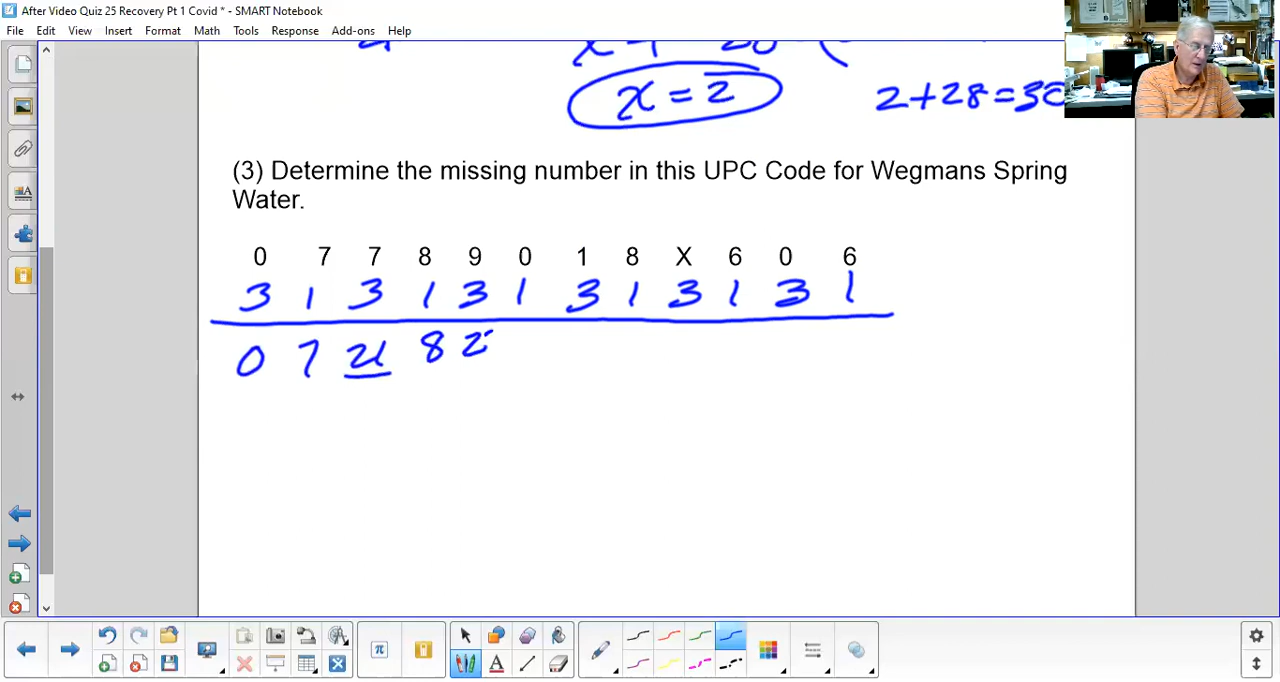 After Video Quiz 25 Recovery Pt 1 Covid * - SMART Notebook
File Edit View Insert Format Math Tools Response Add-ons Help
x = 2
2+28=30
(3) Determine the missing number in this UPC Code for Wegmans Spring
Water.
0 7 7 8 9 0 1 8 X 6 0 6
3 1 3 1 3 1 3 1 3 1 3 1
0 7 21 8 2